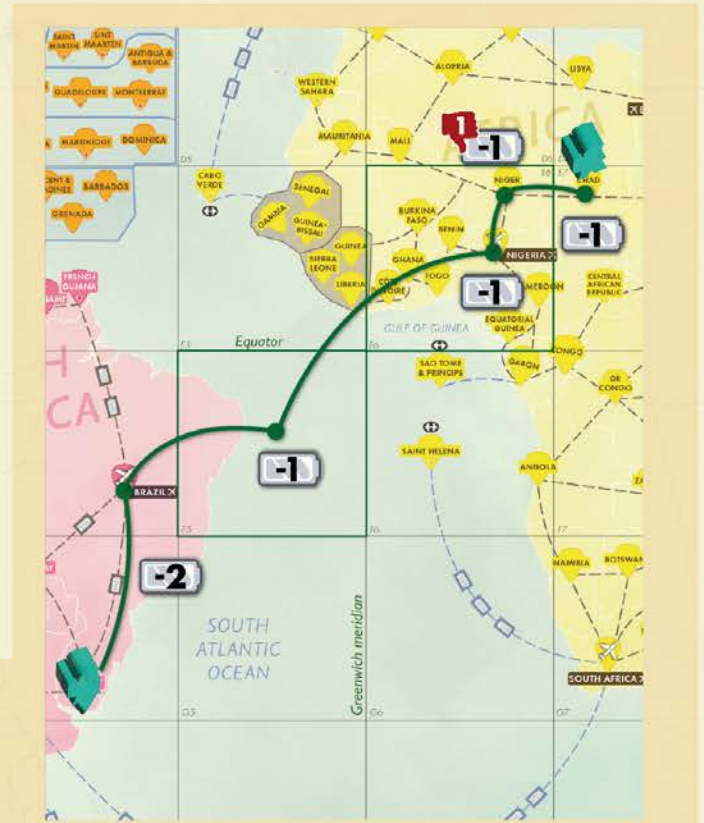 SAINT
MARTIN
SINT
MAARTEN
ANTIGUA &
BARBUDA
GUADELOUPE
MONTSERRAT
MARTINIQUE
DOMINICA
BARBADOS
GRENADA
FRENCH
GUIANA
CABO
VERDE
WESTERN
SAHARA
ALGERIA
LIBYA
MAURITANIA
MALI
1
-1
NIGER
CHAD
SENEGAL
GAMBIA
GUINEA-
BISSAU
GUINEA
SIERRA
LEONE
LIBERIA
BURKINA
FASO
BENIN
GHANA
TOGO
NIGERIA
-1
-1
CENTRAL
AFRICAN
REPUBLIC
EQUATORIAL
GUINEA
GULF OF GUINEA
Equator
SAO TOME
& PRINCIPE
GABON
CONGO
DR
CONGO
SAINT HELENA
ANGOLA
-1
BRAZIL
-2
NAMIBIA
SOUTH
ATLANTIC
OCEAN
Greenwich meridian
SOUTH AFRICA